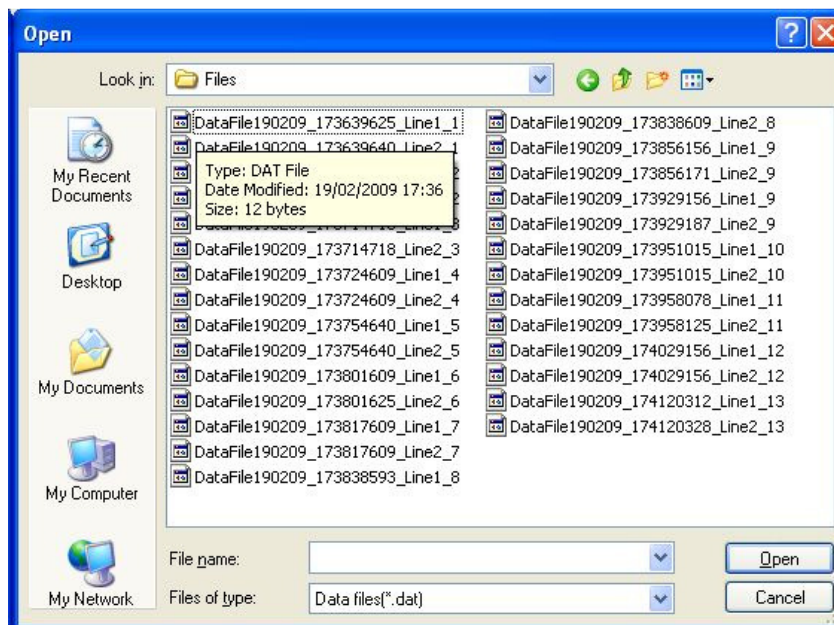 Open
Look in:
Files
My Recent
Documents
Desktop
My Documents
My Computer
My Network
DataFile190209_173639625_Line1_1
DataFile190209_173639640_Line2_1
Type: DAT File
Date Modified: 19/02/2009 17:36
Size: 12 bytes
DataFile190209_173714718_Line2_3
DataFile190209_173724609_Line1_4
DataFile190209_173724609_Line2_4
DataFile190209_173754640_Line1_5
DataFile190209_173754640_Line2_5
DataFile190209_173801609_Line1_6
DataFile190209_173801625_Line2_6
DataFile190209_173817609_Line1_7
DataFile190209_173817609_Line2_7
DataFile190209_173838593_Line1_8
DataFile190209_173838609_Line2_8
DataFile190209_173856156_Line1_9
DataFile190209_173856171_Line2_9
DataFile190209_173929156_Line1_9
DataFile190209_173929187_Line2_9
DataFile190209_173951015_Line1_10
DataFile190209_173951015_Line2_10
DataFile190209_173958078_Line1_11
DataFile190209_173958125_Line2_11
DataFile190209_174029156_Line1_12
DataFile190209_174029156_Line2_12
DataFile190209_174120312_Line1_13
DataFile190209_174120328_Line2_13
File name:
Open
Files of type:
Data files(*.dat)
Cancel